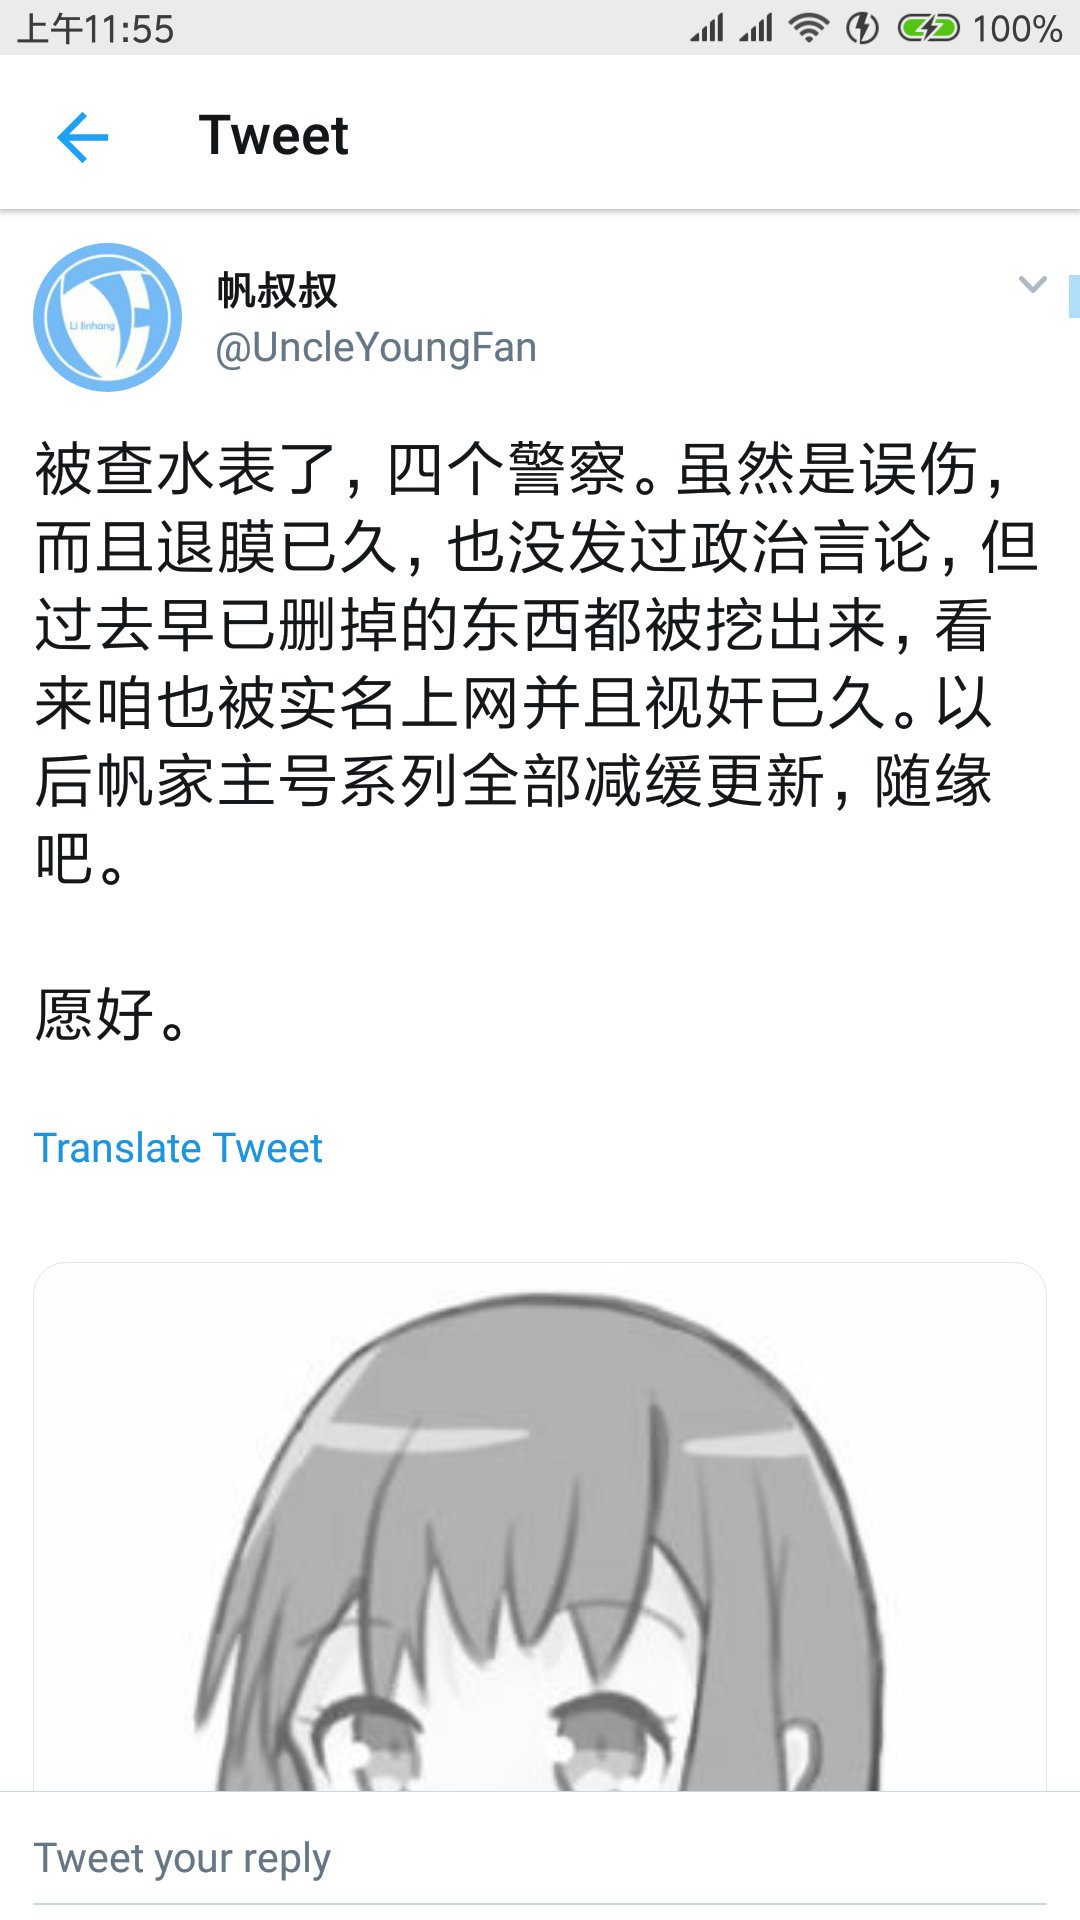 上午11:55
100%
Tweet
Li Jinhang
帆叔叔
@UncleYoungFan
被查水表了，四个警察。虽然是误伤，
而且退膜已久，也没发过政治言论，但
过去早已删掉的东西都被挖出来，看
来咱也被实名上网并且视奸已久。以
后帆家主号系列全部减缓更新，随缘
吧。
愿好。
Translate Tweet
Tweet your reply